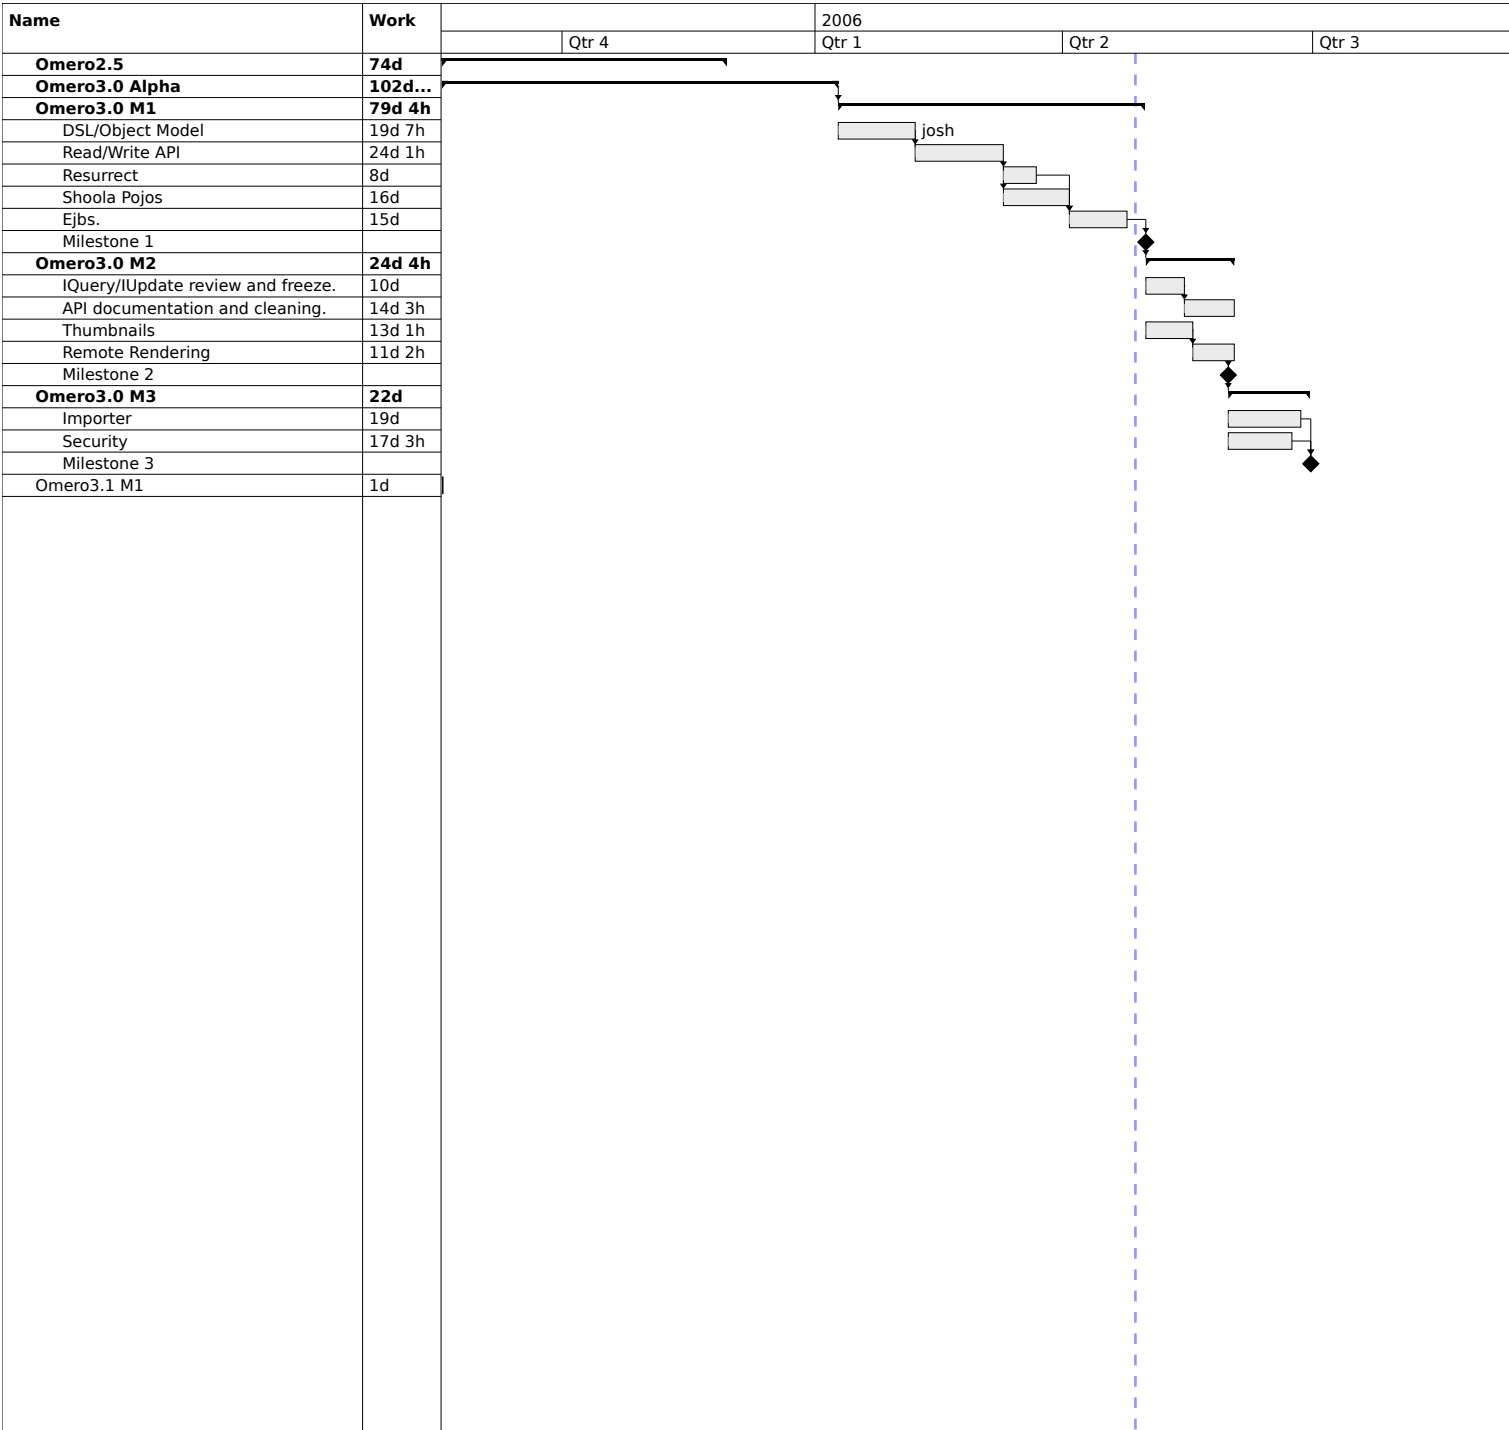 Name Work 2006
Qtr 4 Qtr 1 Qtr 2 Qtr 3
Omero2.5 74d
Omero3.0 Alpha 102d...
Omero3.0 M1 79d 4h
DSL/Object Model 19d 7h josh
Read/Write API 24d 1h
Resurrect 8d
Shoola Pojos 16d
Ejbs. 15d
Milestone 1
Omero3.0 M2 24d 4h
IQuery/IUpdate review and freeze. 10d
API documentation and cleaning. 14d 3h
Thumbnails 13d 1h
Remote Rendering 11d 2h
Milestone 2
Omero3.0 M3 22d
Importer 19d
Security 17d 3h
Milestone 3
Omero3.1 M1 1d